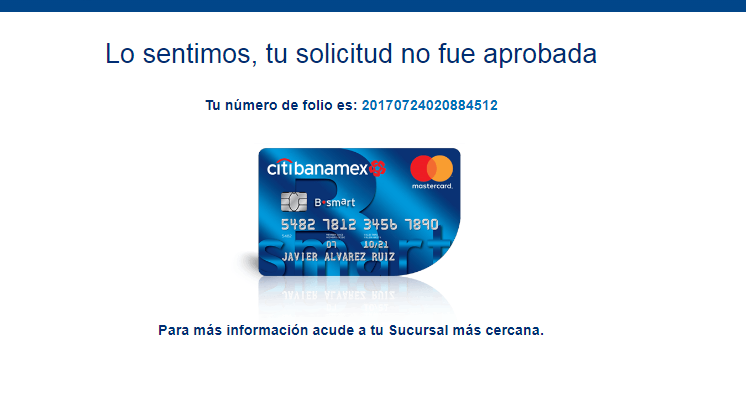 Lo sentimos, tu solicitud no fue aprobada
Tu número de folio es: 20170724020884512
citibanamex
mastercard.
B•smart
5482 7812 3456 7890
07 10/21
JAVIER ALVAREZ RUIZ
smart
Para más información acude a tu Sucursal más cercana.